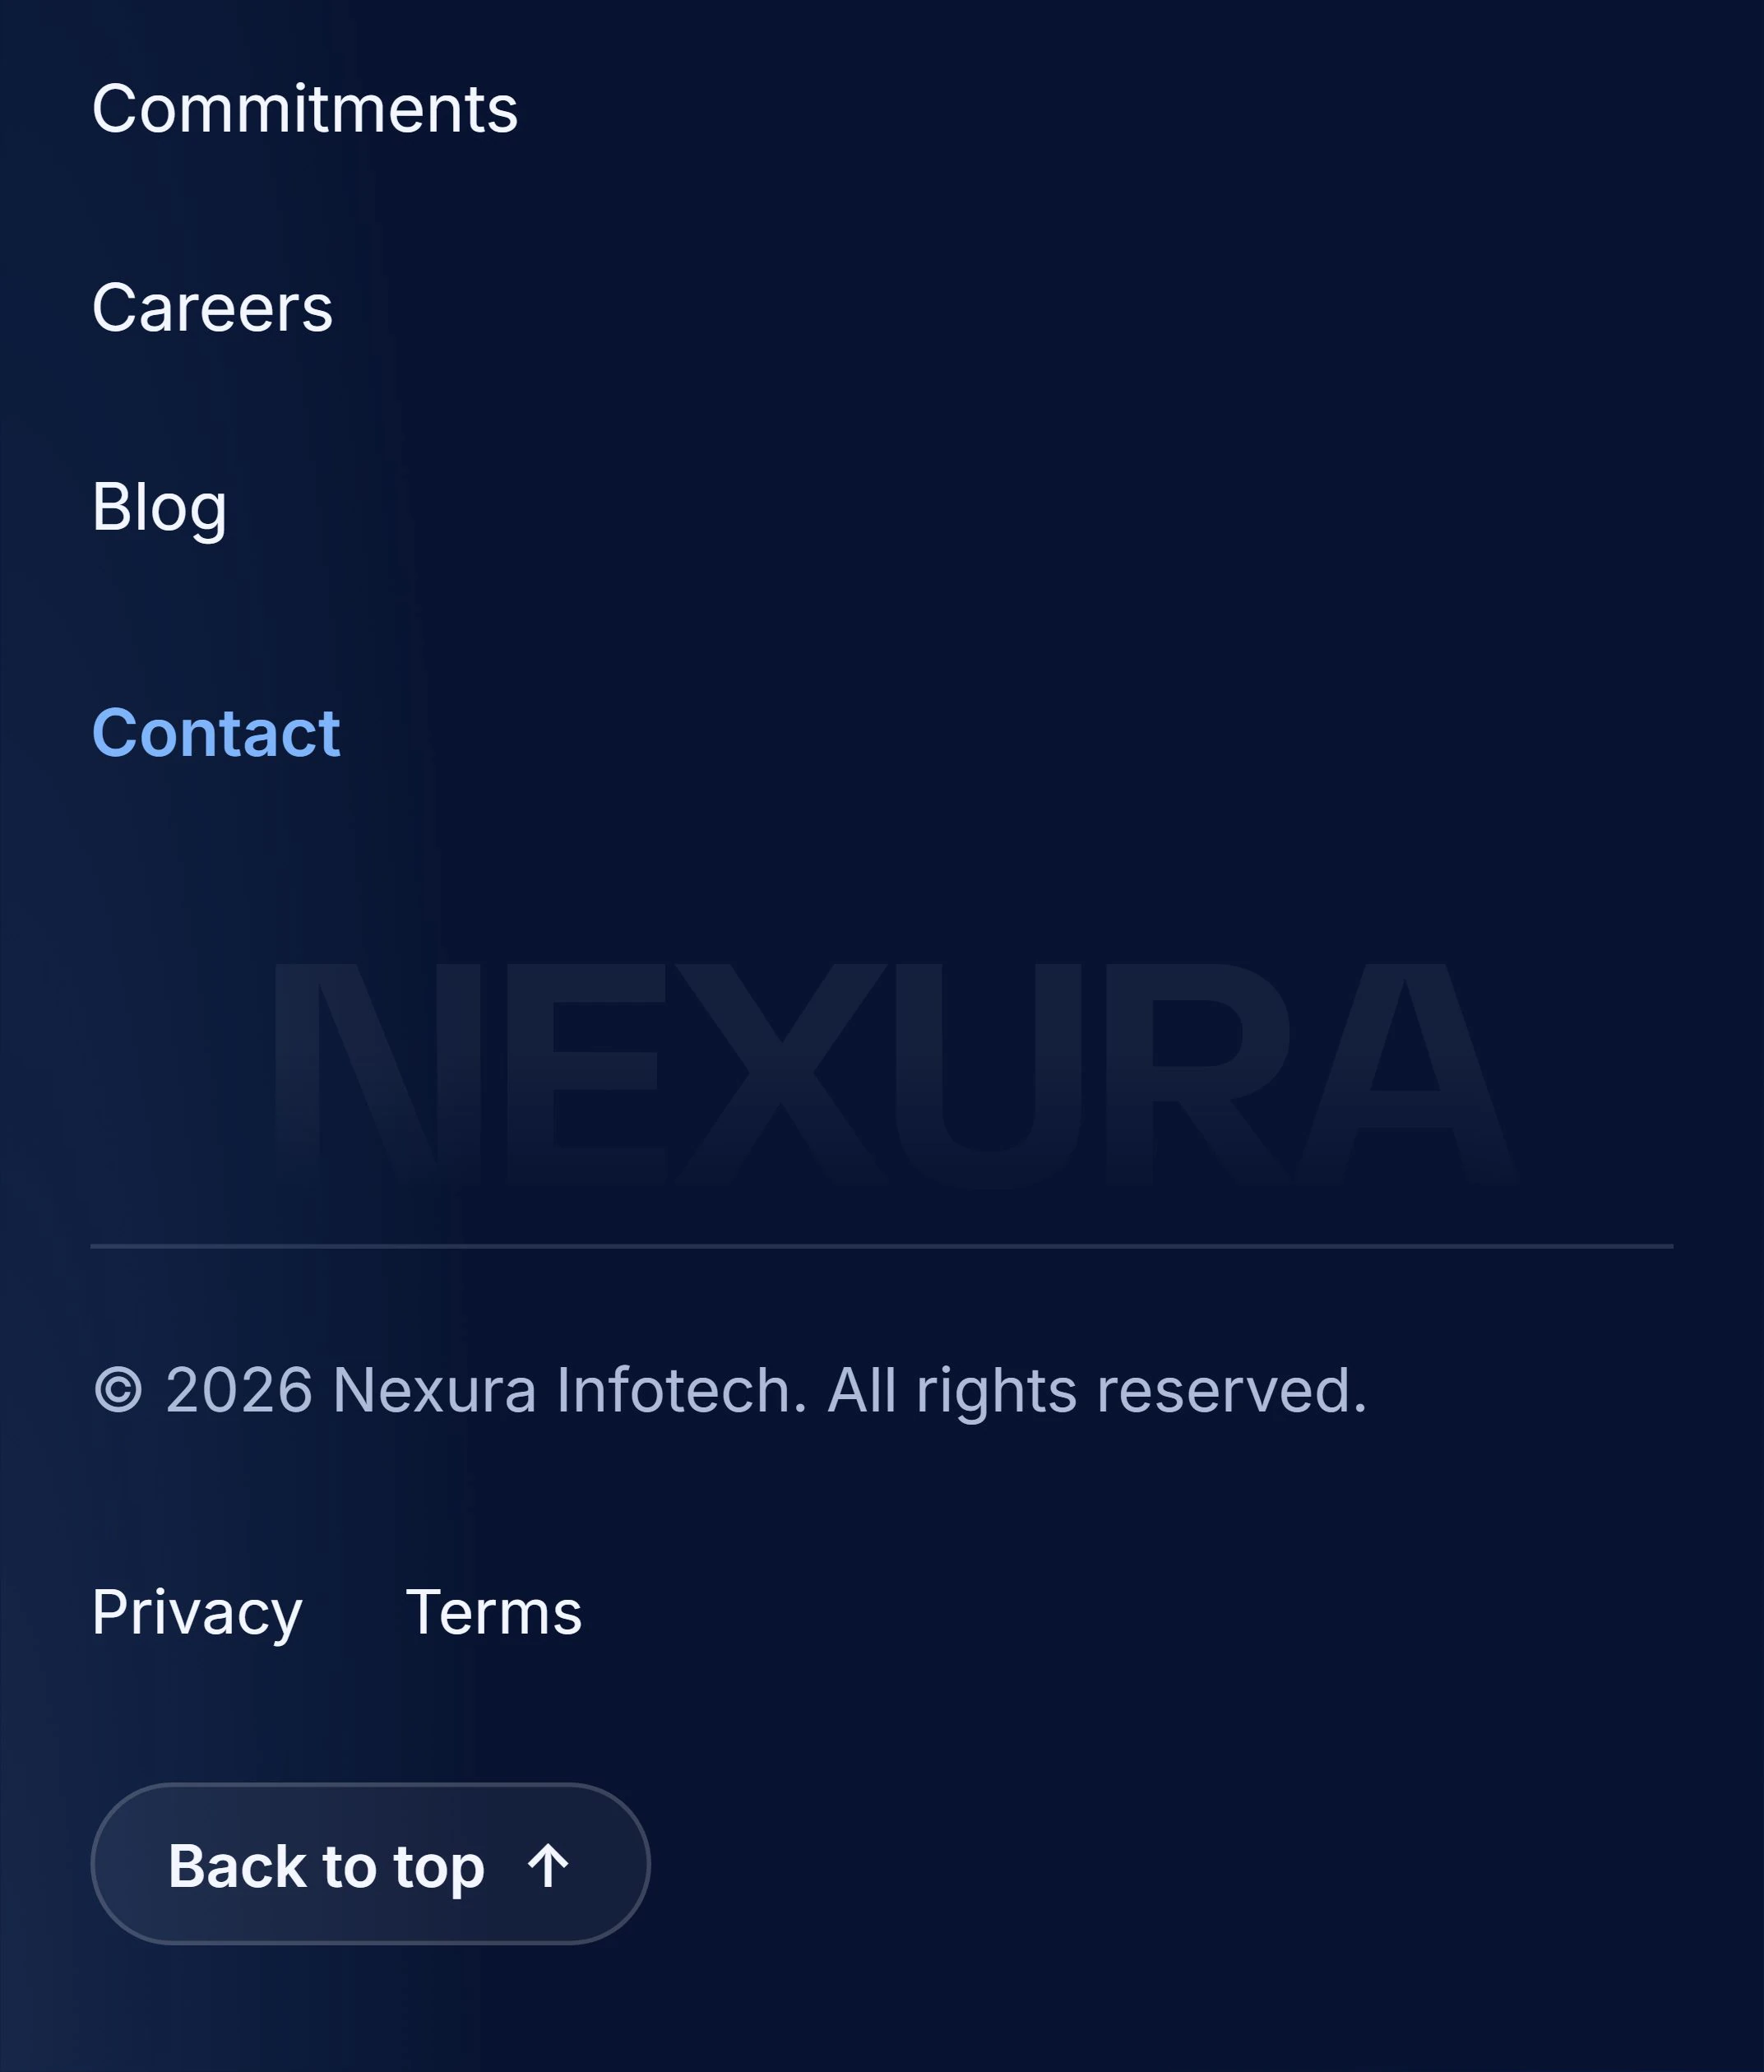 Commitments
Careers
Blog
Contact
NEXURA
© 2026 Nexura Infotech. All rights reserved.
Privacy Terms
Back to top ↑